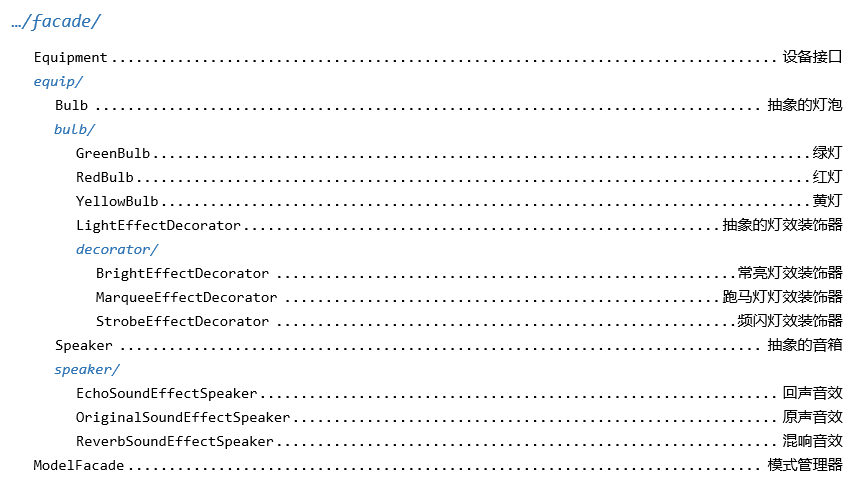 …/facade/
Equipment 设备接口
equip/
Bulb 抽象的灯泡
bulb/
GreenBulb 绿灯
RedBulb 红灯
YellowBulb 黄灯
LightEffectDecorator 抽象的灯效装饰器
decorator/
BrightEffectDecorator 常亮灯效装饰器
MarqueeEffectDecorator 跑马灯灯效装饰器
StrobeEffectDecorator 频闪灯效装饰器
Speaker 抽象的音箱
speaker/
EchoSoundEffectSpeaker 回声音效
OriginalSoundEffectSpeaker 原声音效
ReverbSoundEffectSpeaker 混响音效
ModelFacade 模式管理器